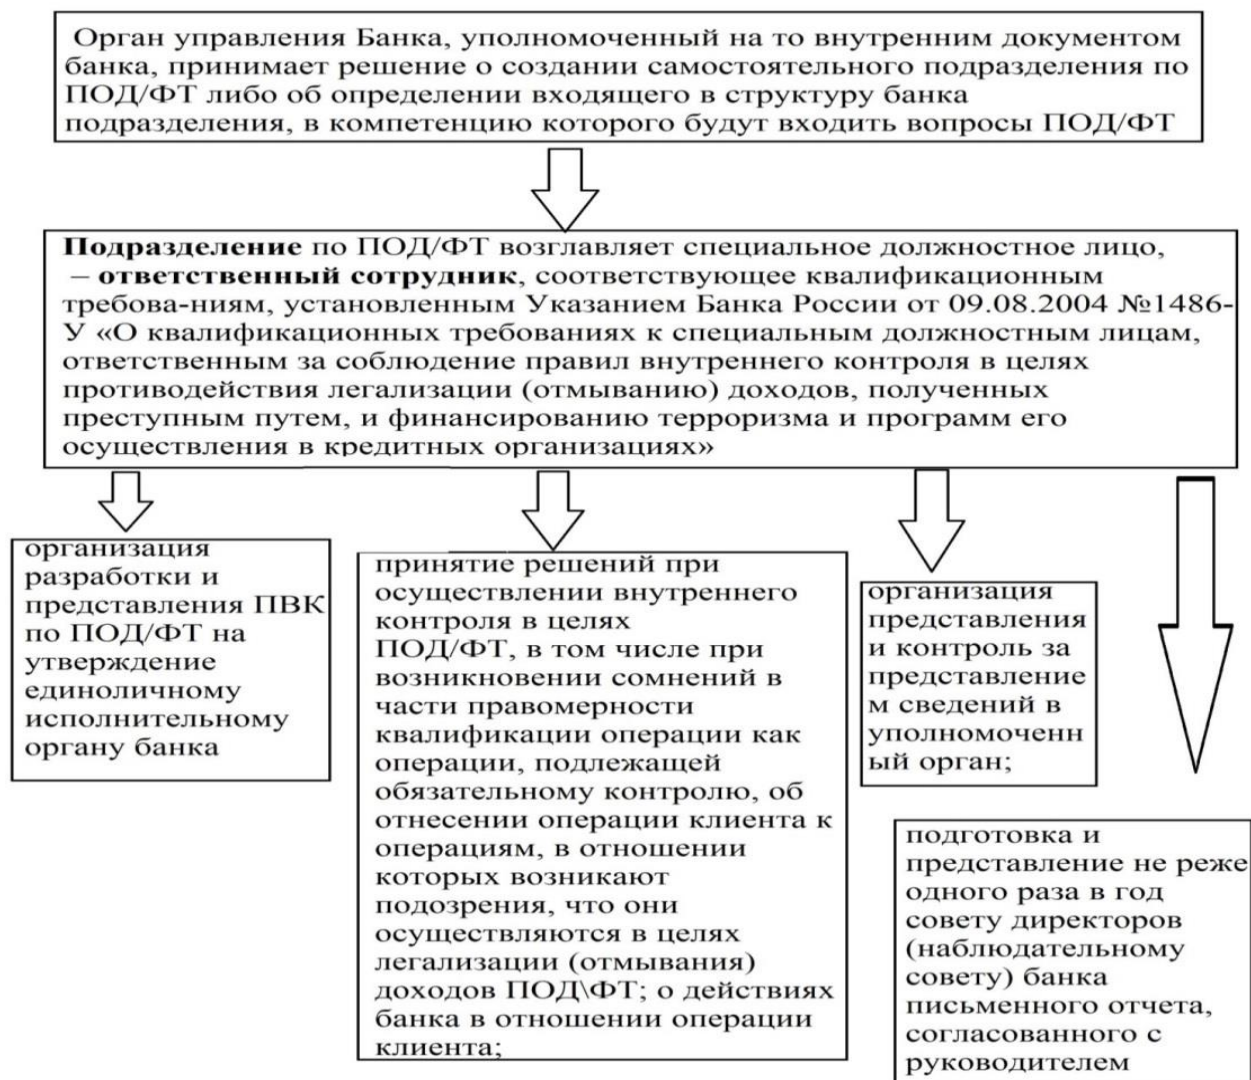 Орган управления Банка, уполномоченный на то внутренним документом
банка, принимает решение о создании самостоятельного подразделения по
ПОД/ФТ либо об определении входящего в структуру банка
подразделения, в компетенцию которого будут входить вопросы ПОД/ФТ
Подразделение по ПОД/ФТ возглавляет специальное должностное лицо,
– ответственный сотрудник, соответствующее квалификационным
требова-ниям, установленным Указанием Банка России от 09.08.2004 №1486-
У «О квалификационных требованиях к специальным должностным лицам,
ответственным за соблюдение правил внутреннего контроля в целях
противодействия легализации (отмыванию) доходов, полученных
преступным путем, и финансированию терроризма и программ его
осуществления в кредитных организациях»
организация
разработки и
представления ПВК
по ПОД/ФТ на
утверждение
единоличному
исполнительному
органу банка
принятие решений при
осуществлении внутреннего
контроля в целях
ПОД/ФТ, в том числе при
возникновении сомнений в
части правомерности
квалификации операции как
операции, подлежащей
обязательному контролю, об
отнесении операции клиента к
операциям, в отношении
которых возникают
подозрения, что они
осуществляются в целях
легализации (отмывания)
доходов ПОД\ФТ; о действиях
банка в отношении операции
клиента;
организация
представления
и контроль за
представление
м сведений в
уполномоченн
ый орган;
подготовка и
представление не реже
одного раза в год
совету директоров
(наблюдательному
совету) банка
письменного отчета,
согласованного с
руководителем